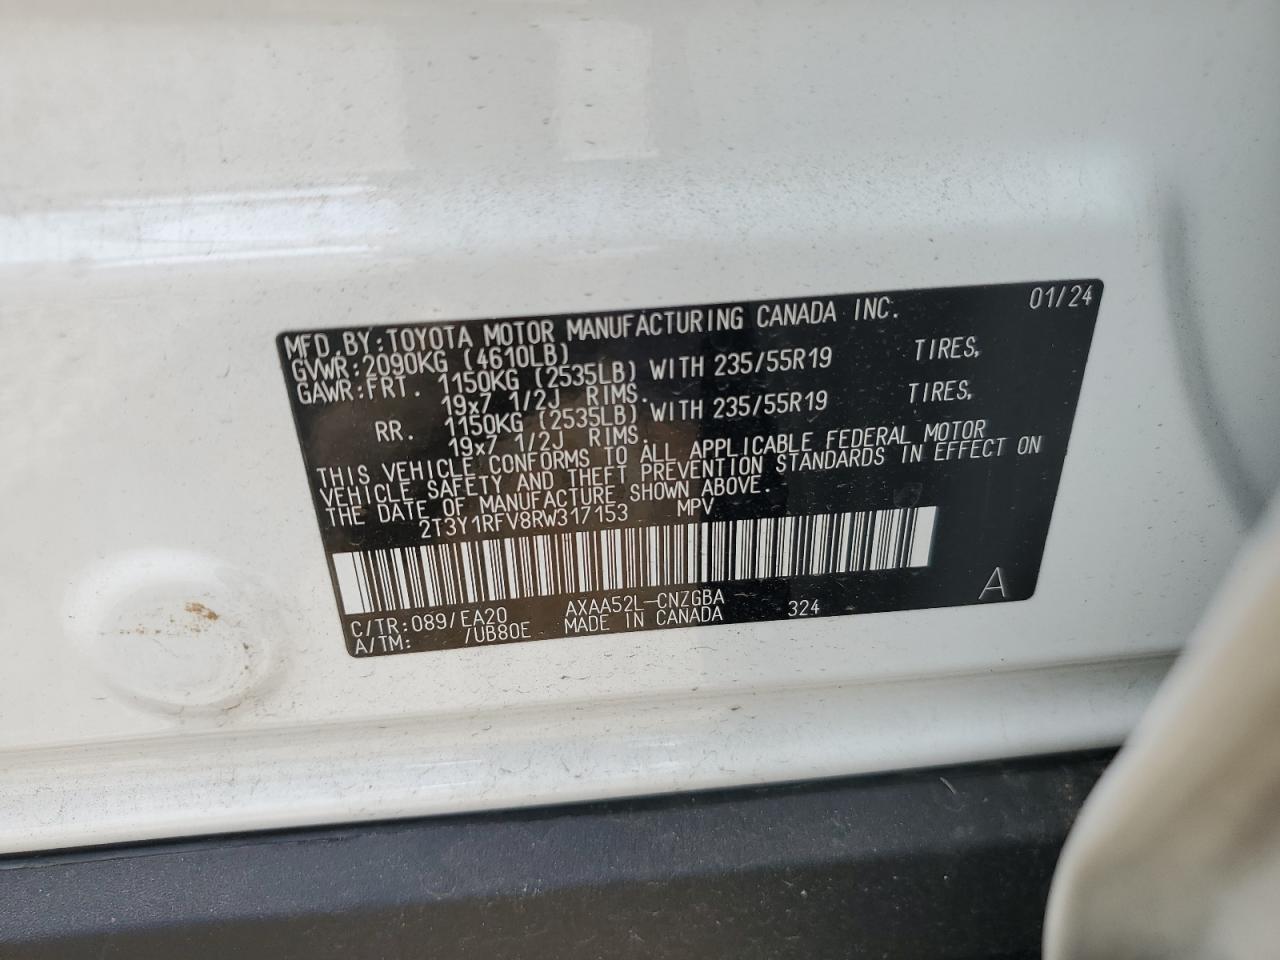 MFD.BY:TOYOTA MOTOR MANUFACTURING CANADA INC. 01/24
GVWR:2090KG (4610LB)
GAWR:FRT. 1150KG (2535LB) WITH 235/55R19 TIRES,
19x7 1/2J RIMS.
RR. 1150KG (2535LB) WITH 235/55R19 TIRES,
19x7 1/2J RIMS.
THIS VEHICLE CONFORMS TO ALL APPLICABLE FEDERAL MOTOR
VEHICLE SAFETY AND THEFT PREVENTION STANDARDS IN EFFECT ON
THE DATE OF MANUFACTURE SHOWN ABOVE.
2T3Y1RFV8RW317153 MPV
C/TR:089/EA20 AXAA52L-CNZGBA
A/TM: /UB80E MADE IN CANADA 324 A